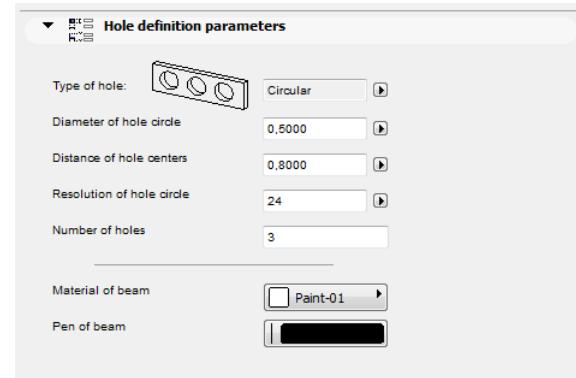 Hole definition parameters
Type of hole: Circular
Diameter of hole circle 0,5000
Distance of hole centers 0,8000
Resolution of hole circle 24
Number of holes 3
Material of beam Paint-01
Pen of beam